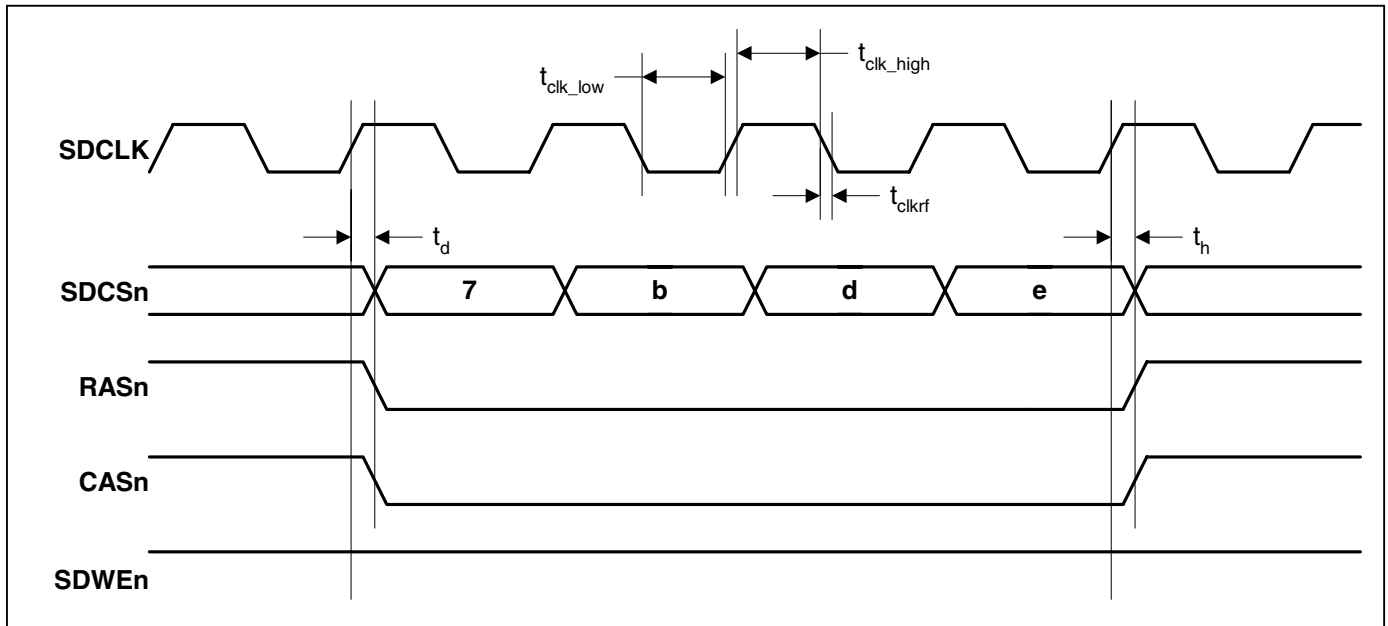 t_clk_high
t_clk_low
SDCLK
t_clkrf
t_d
t_h
SDCSn
7 b d e
RASn
CASn
SDWEn